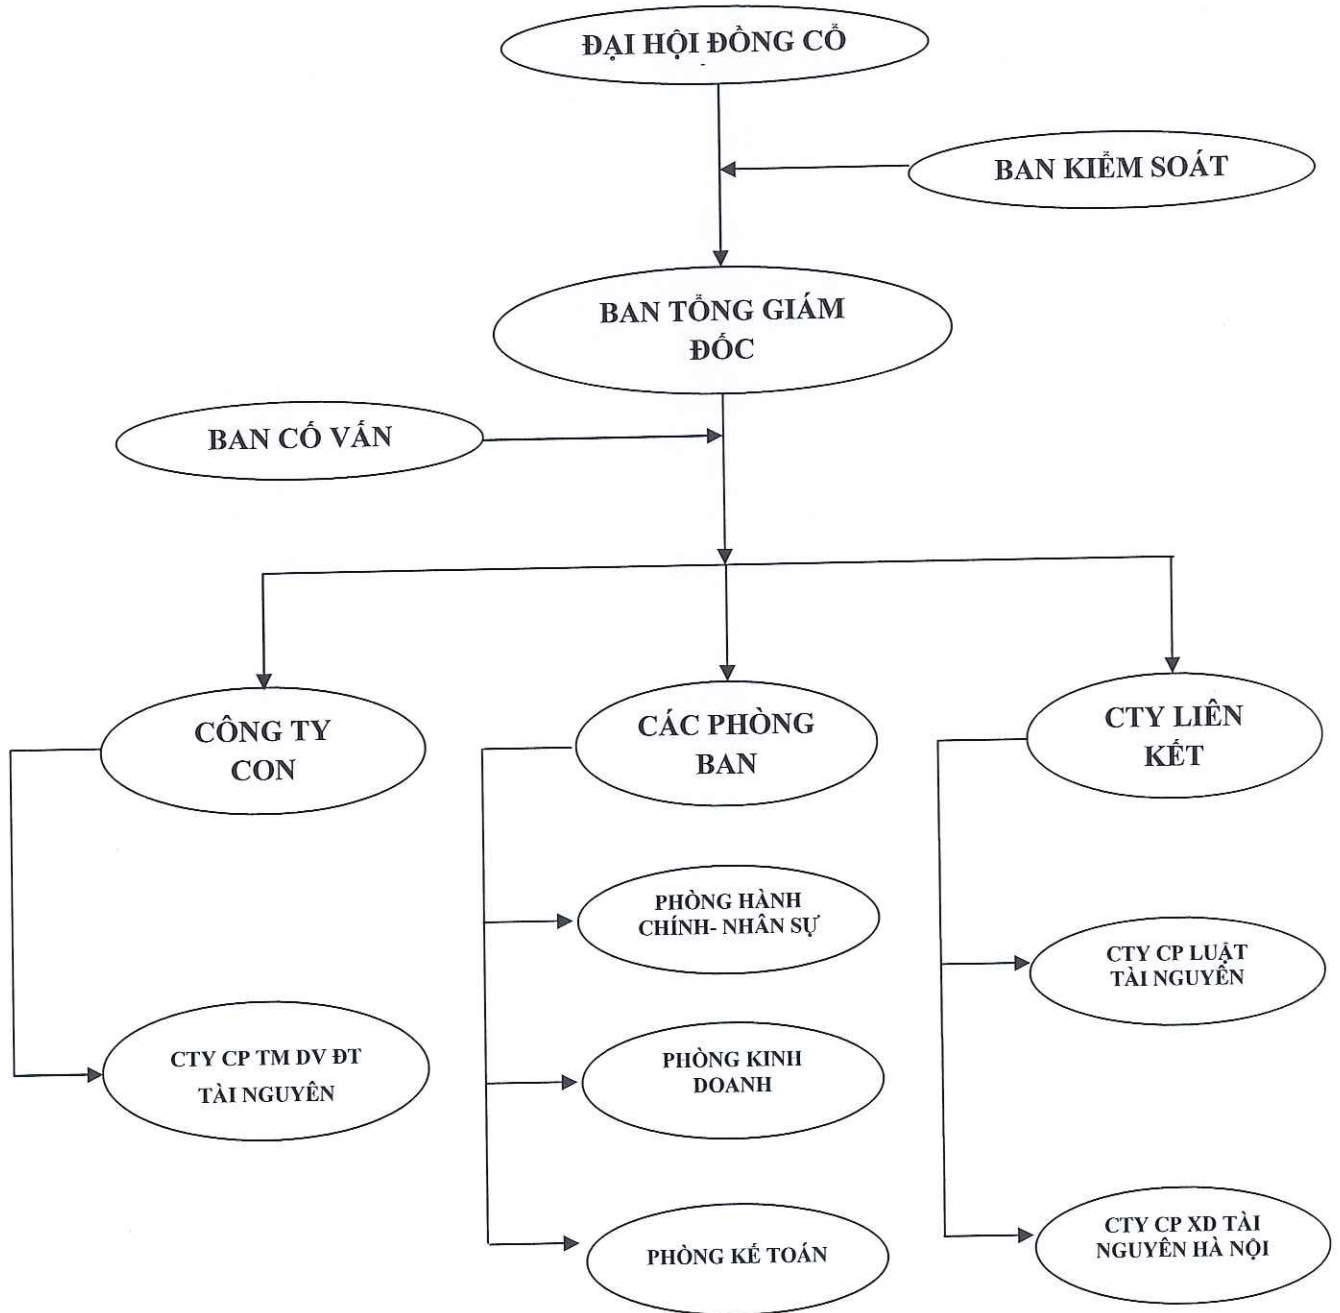 ĐẠI HỘI ĐỒNG CỔ
BAN KIỂM SOÁT
BAN TỔNG GIÁM
ĐỐC
BAN CỐ VẤN
CÔNG TY
CON
CÁC PHÒNG
BAN
CTY LIÊN
KẾT
PHÒNG HÀNH
CHÍNH- NHÂN SỰ
CTY CP LUẬT
TÀI NGUYÊN
CTY CP TM DV ĐT
TÀI NGUYÊN
PHÒNG KINH
DOANH
PHÒNG KẾ TOÁN
CTY CP XD TÀI
NGUYÊN HÀ NỘI